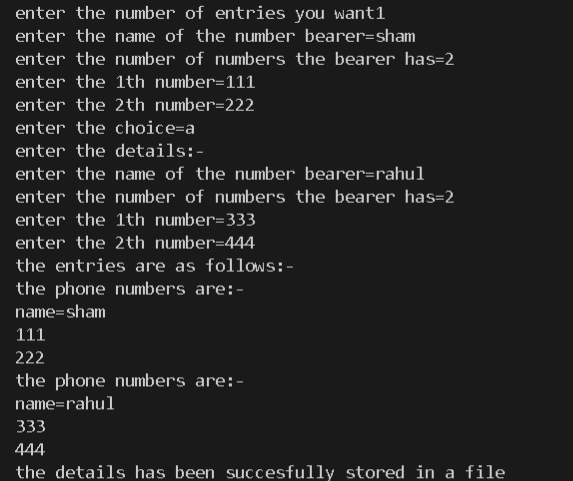 enter the number of entries you want1
enter the name of the number bearer=sham
enter the number of numbers the bearer has=2
enter the 1th number=111
enter the 2th number=222
enter the choice=a
enter the details:-
enter the name of the number bearer=rahul
enter the number of numbers the bearer has=2
enter the 1th number=333
enter the 2th number=444
the entries are as follows:-
the phone numbers are:-
name=sham
111
222
the phone numbers are:-
name=rahul
333
444
the details has been succesfully stored in a file